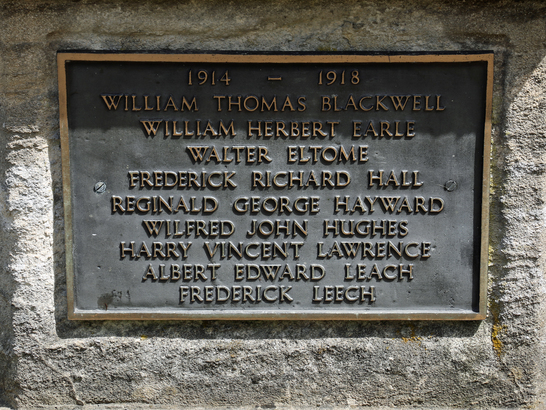 1914 — 1918
WILLIAM THOMAS BLACKWELL
WILLIAM HERBERT EARLE
WALTER ELTOME
FREDERICK RICHARD HALL
REGINALD GEORGE HAYWARD
WILFRED JOHN HUGHES
HARRY VINCENT LAWRENCE
ALBERT EDWARD LEACH
FREDERICK LEECH